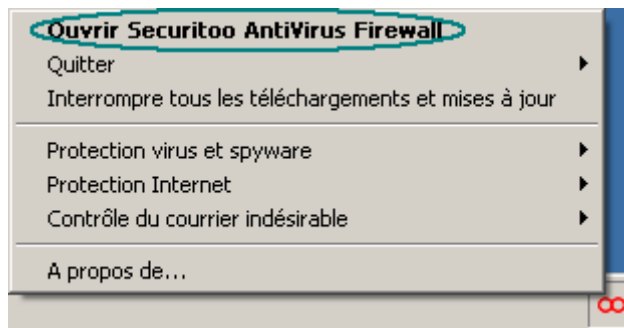 Ouvrir Securitoo AntiVirus Firewall
Quitter
Interrompre tous les téléchargements et mises à jour
Protection virus et spyware
Protection Internet
Contrôle du courrier indésirable
A propos de...